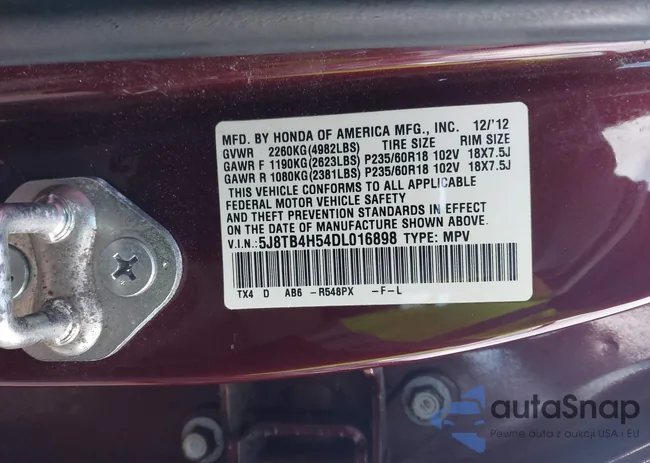 MFD. BY HONDA OF AMERICA MFG., INC. 12/'12
GVWR 2260KG(4982LBS) TIRE SIZE RIM SIZE
GAWR F 1190KG(2623LBS) P235/60R18 102V 18X7.5J
GAWR R 1080KG(2381LBS) P235/60R18 102V 18X7.5J
THIS VEHICLE CONFORMS TO ALL APPLICABLE
FEDERAL MOTOR VEHICLE SAFETY
AND THEFT PREVENTION STANDARDS IN EFFECT
ON THE DATE OF MANUFACTURE SHOWN ABOVE.
V.I.N.:5J8TB4H54DL016898 TYPE: MPV
TX4 D AB6 -R548PX -F-L
autoSnap
Pewne auta z aukcji USA i EU